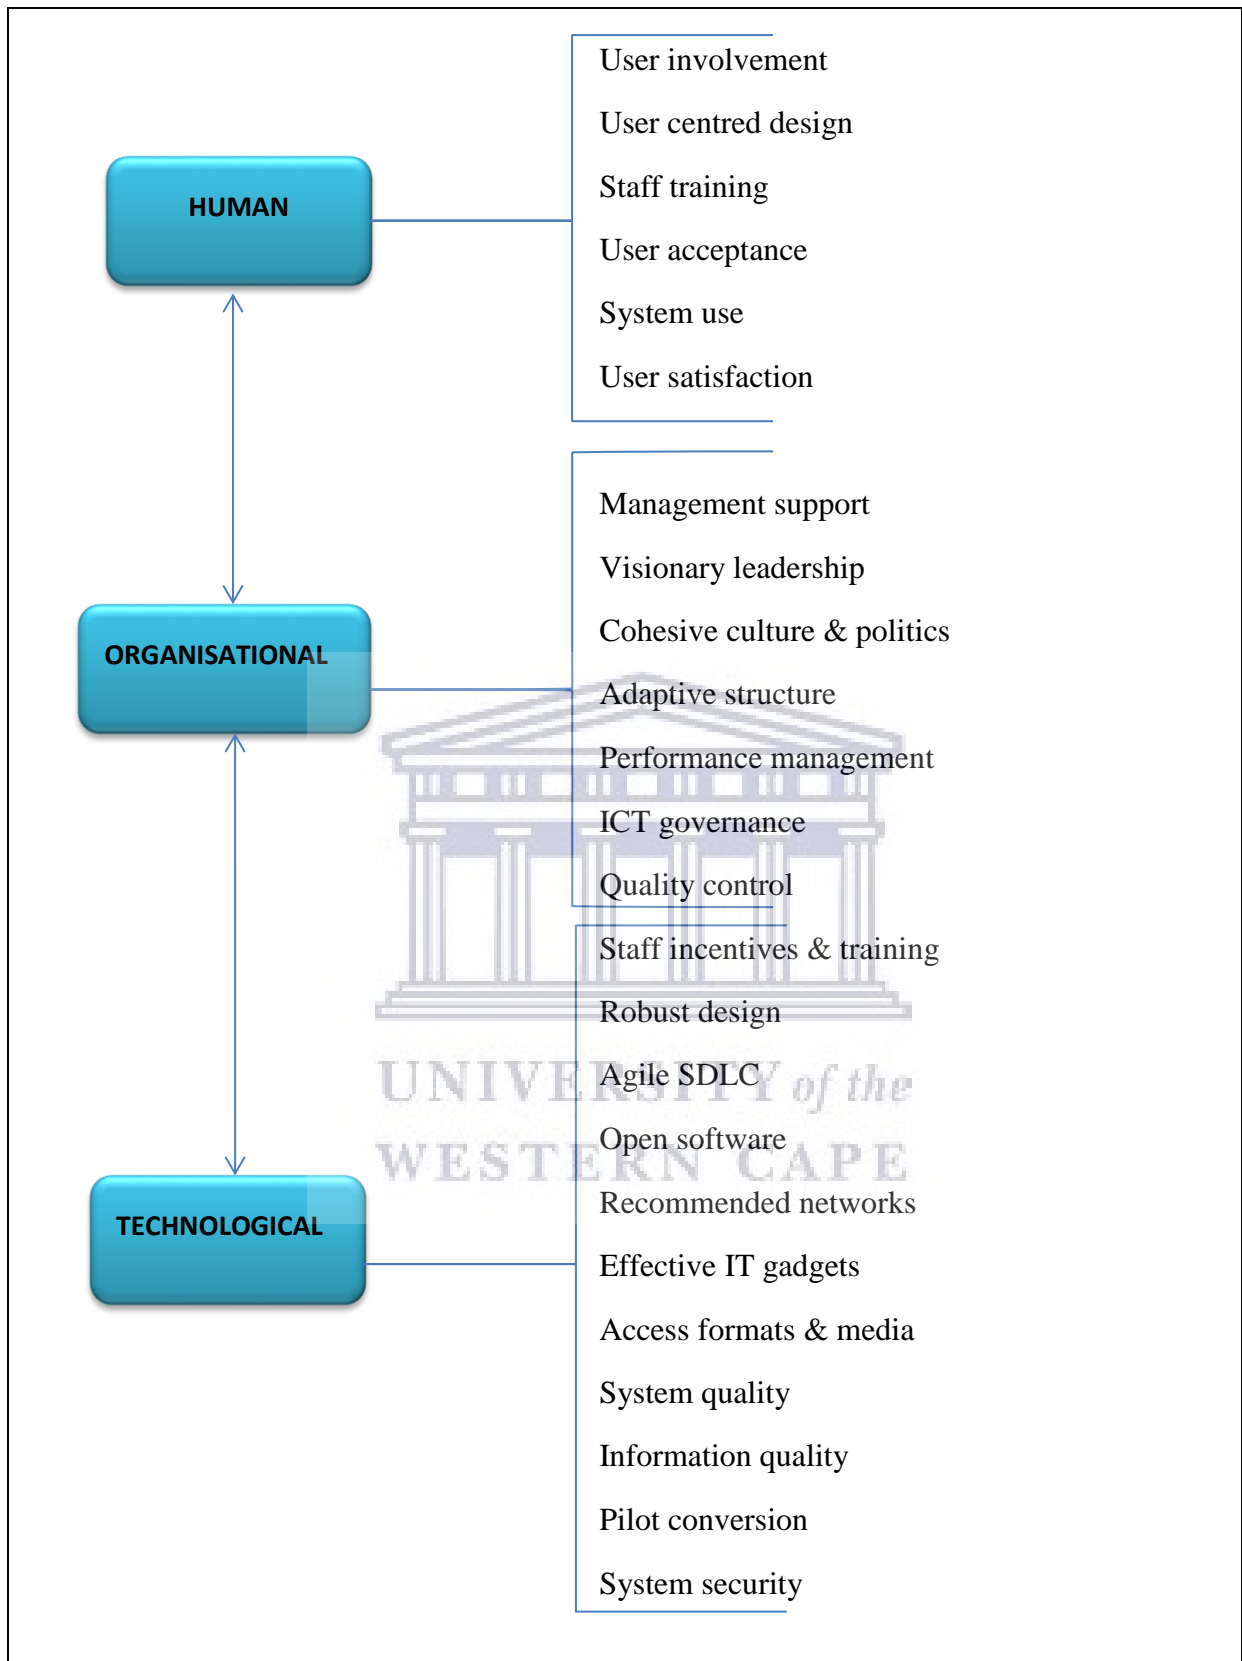 HUMAN
User involvement
User centred design
Staff training
User acceptance
System use
User satisfaction
ORGANISATIONAL
Management support
Visionary leadership
Cohesive culture & politics
Adaptive structure
Performance management
ICT governance
Quality control
TECHNOLOGICAL
Staff incentives & training
Robust design
Agile SDLC
Open software
Recommended networks
Effective IT gadgets
Access formats & media
System quality
Information quality
Pilot conversion
System security
UNIVERSITY of the
WESTERN CAPE